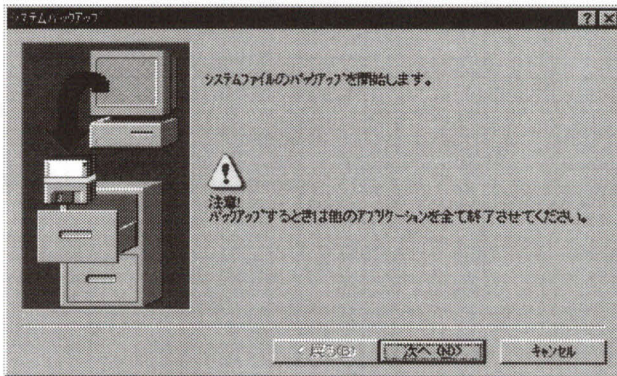 システムバックアップ
システムファイルのバックアップを開始します。
注意!
バックアップするときは他のアプリケーションを全て終了させてください。
< 戻る(B)
次へ (N)>
キャンセル